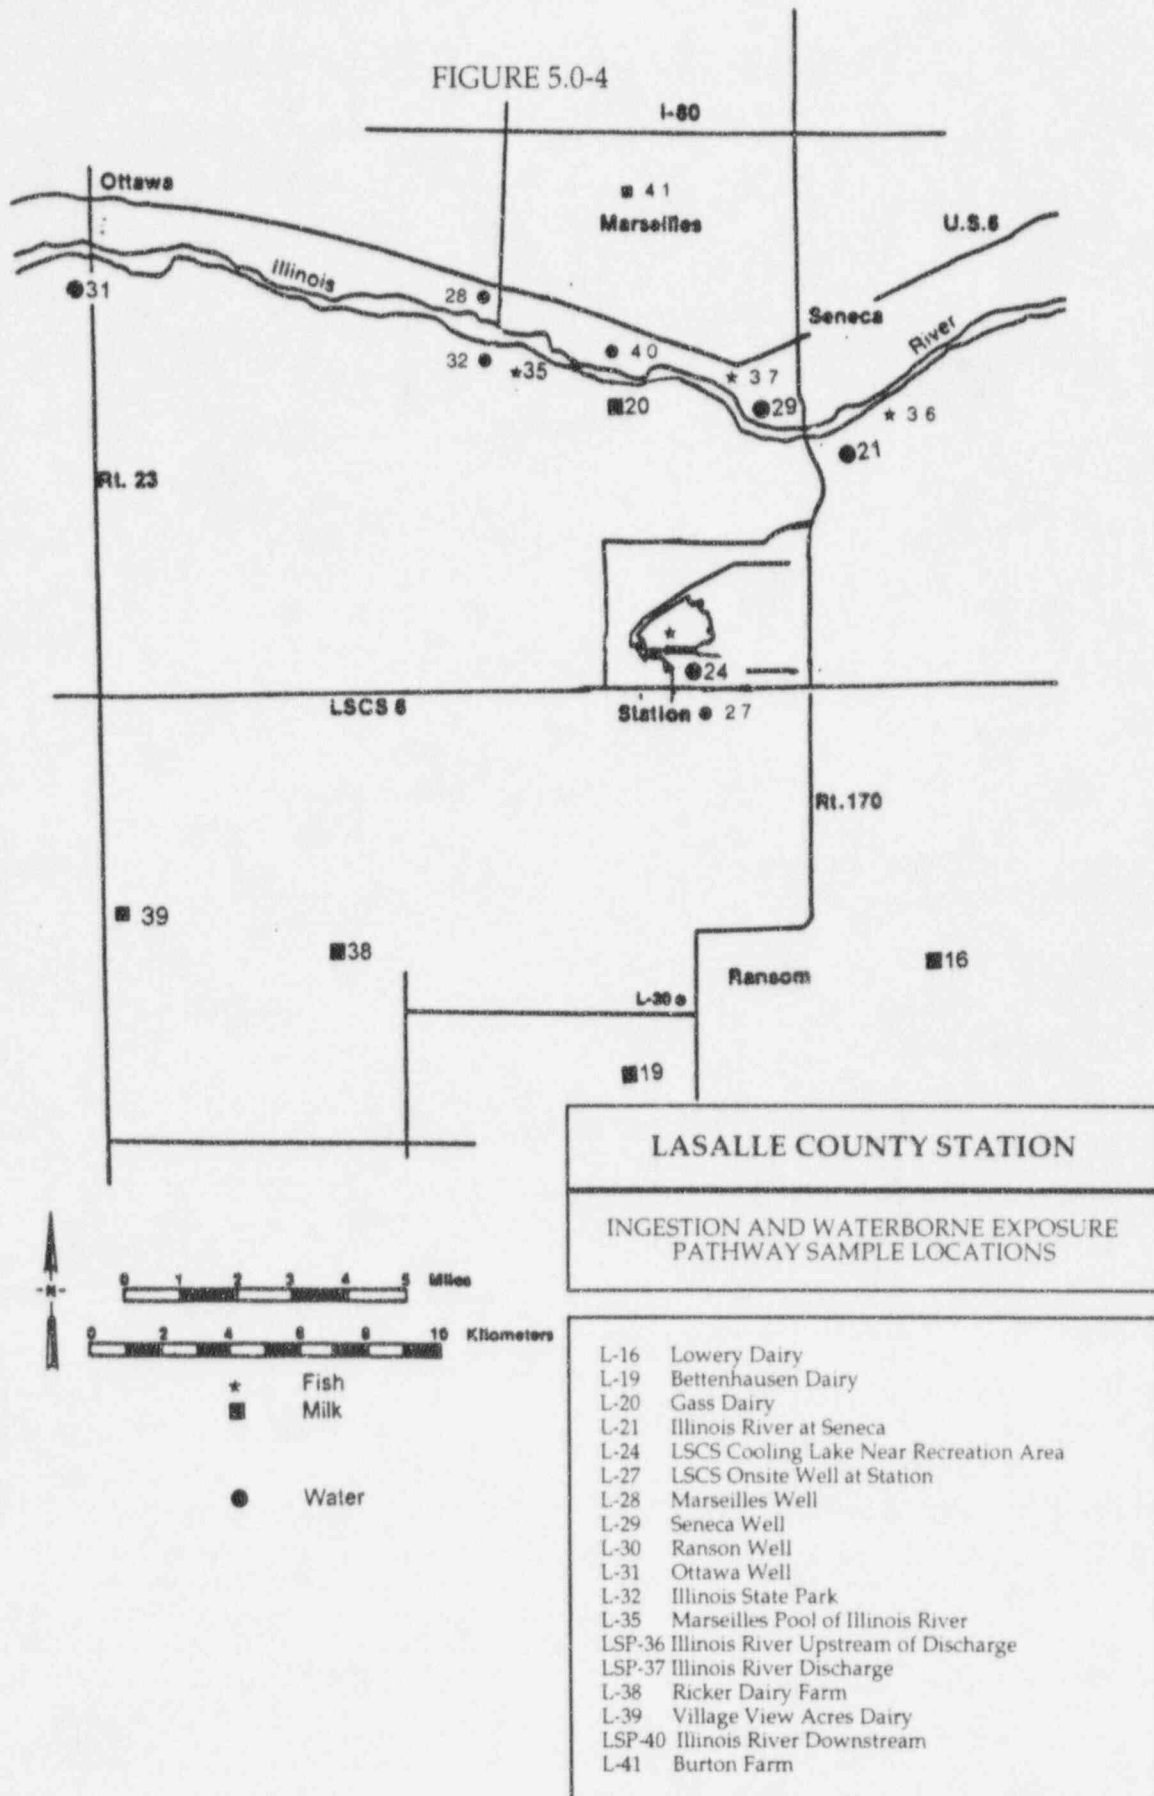 FIGURE 5.0-4
I-80
Ottawa
41
Marseilles
U.S.6
Illinois
31
28
Seneca
River
40
32
35
37
20
29
36
21
Rt. 23
24
LSCS 6
Station
27
Rt.170
39
38
Ransom
16
L-30
19
LASALLE COUNTY STATION
INGESTION AND WATERBORNE EXPOSURE
PATHWAY SAMPLE LOCATIONS
N
0 1 2 3 4 5 Miles
0 2 4 6 8 10 Kilometers
Fish
Milk
Water
L-16 Lowery Dairy
L-19 Bettenhausen Dairy
L-20 Gass Dairy
L-21 Illinois River at Seneca
L-24 LSCS Cooling Lake Near Recreation Area
L-27 LSCS Onsite Well at Station
L-28 Marseilles Well
L-29 Seneca Well
L-30 Ranson Well
L-31 Ottawa Well
L-32 Illinois State Park
L-35 Marseilles Pool of Illinois River
LSP-36 Illinois River Upstream of Discharge
LSP-37 Illinois River Discharge
L-38 Ricker Dairy Farm
L-39 Village View Acres Dairy
LSP-40 Illinois River Downstream
L-41 Burton Farm